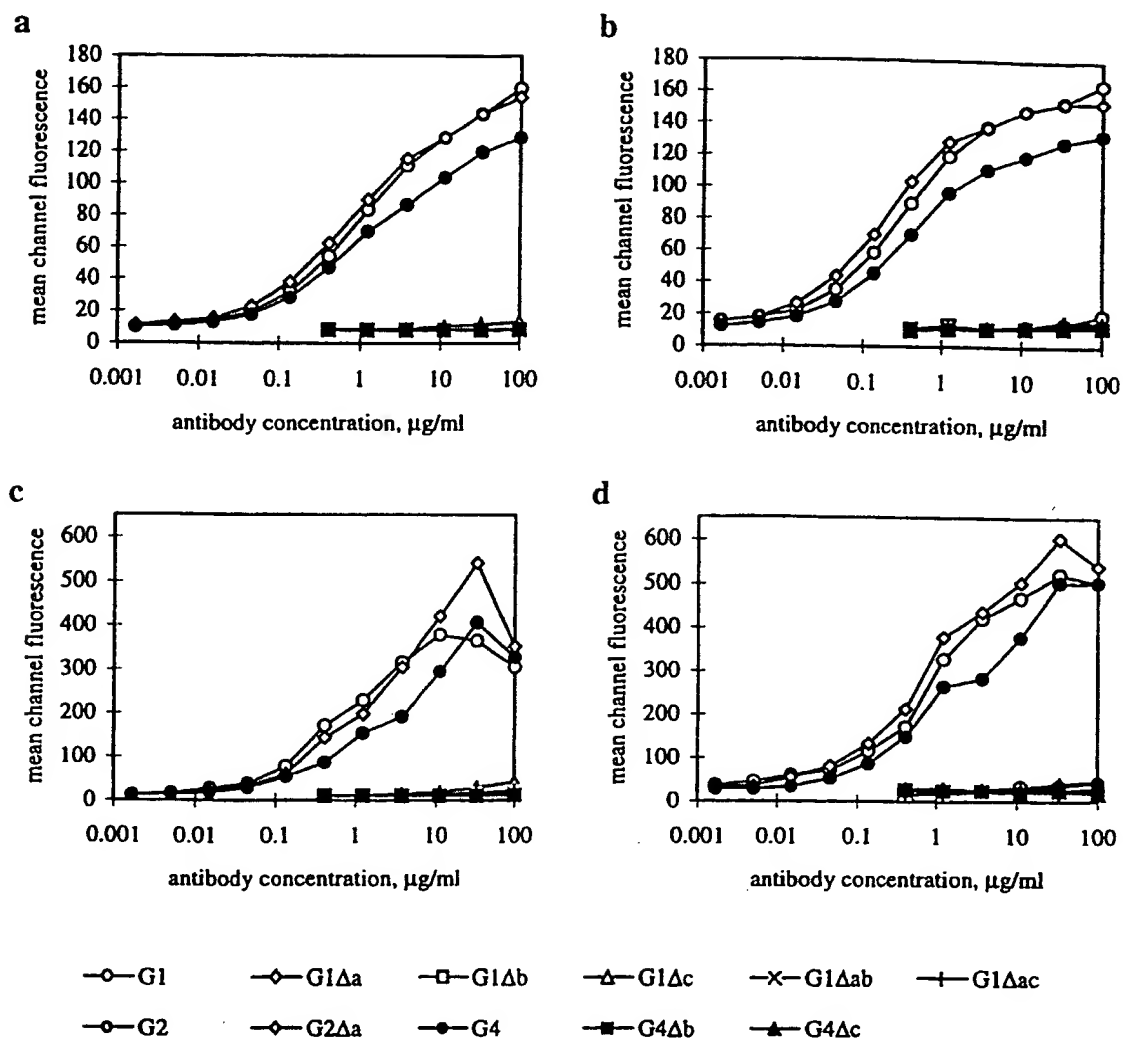 a
180
160
140
120
100
80
60
40
20
0
mean channel fluorescence
0.001 0.01 0.1 1 10 100
antibody concentration, μg/ml
b
180
160
140
120
100
80
60
40
20
0
mean channel fluorescence
0.001 0.01 0.1 1 10 100
antibody concentration, μg/ml
c
600
500
400
300
200
100
0
mean channel fluorescence
0.001 0.01 0.1 1 10 100
antibody concentration, μg/ml
d
600
500
400
300
200
100
0
mean channel fluorescence
0.001 0.01 0.1 1 10 100
antibody concentration, μg/ml
G1 G1Δa G1Δb G1Δc G1Δab G1Δac
G2 G2Δa G4 G4Δb G4Δc